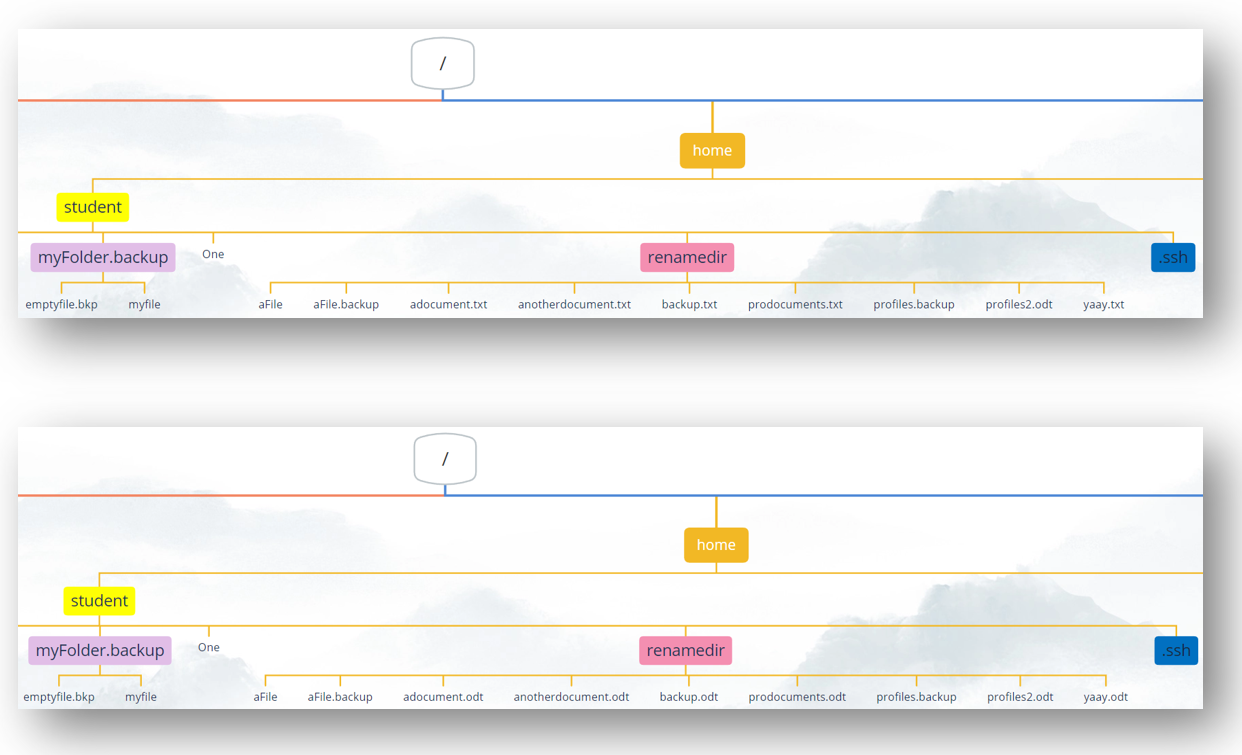 /
home
student
myFolder.backup One renamedir .ssh
emptyfile.bkp myfile aFile aFile.backup adocument.txt anotherdocument.txt backup.txt prodocuments.txt profiles.backup profiles2.odt yaay.txt
/
home
student
myFolder.backup One renamedir .ssh
emptyfile.bkp myfile aFile aFile.backup adocument.odt anotherdocument.odt backup.odt prodocuments.odt profiles.backup profiles2.odt yaay.odt